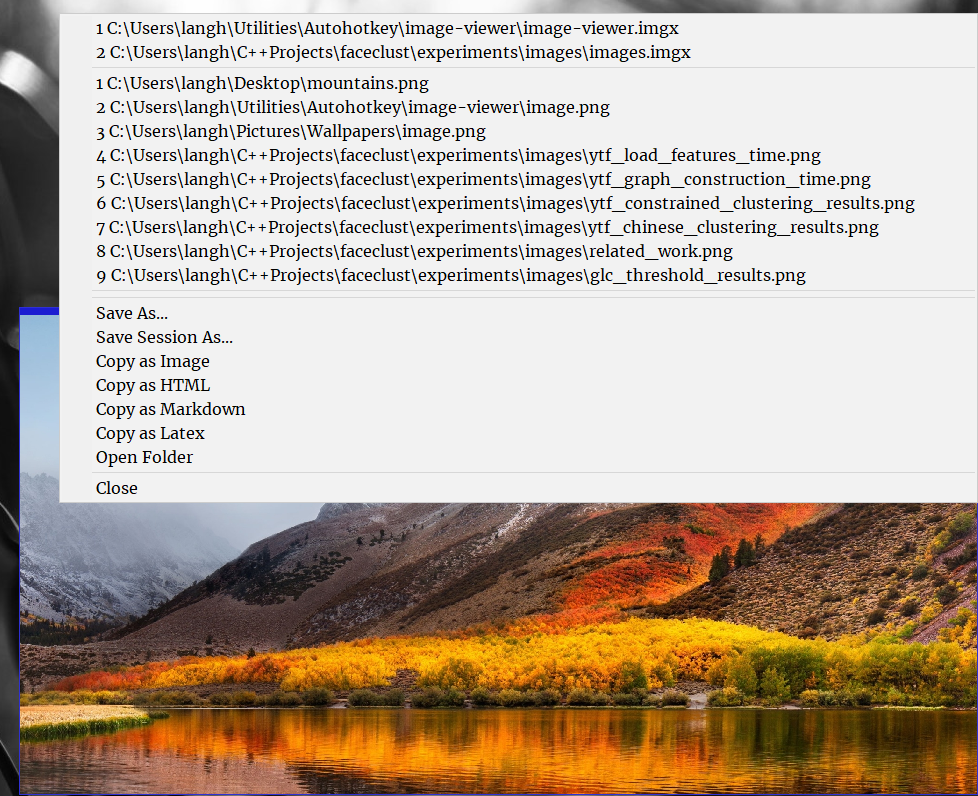 1 C:\Users\langh\Utilities\Autohotkey\image-viewer\image-viewer.imgx
2 C:\Users\langh\C++Projects\faceclust\experiments\images\images.imgx
1 C:\Users\langh\Desktop\mountains.png
2 C:\Users\langh\Utilities\Autohotkey\image-viewer\image.png
3 C:\Users\langh\Pictures\Wallpapers\image.png
4 C:\Users\langh\C++Projects\faceclust\experiments\images\ytf_load_features_time.png
5 C:\Users\langh\C++Projects\faceclust\experiments\images\ytf_graph_construction_time.png
6 C:\Users\langh\C++Projects\faceclust\experiments\images\ytf_constrained_clustering_results.png
7 C:\Users\langh\C++Projects\faceclust\experiments\images\ytf_chinese_clustering_results.png
8 C:\Users\langh\C++Projects\faceclust\experiments\images\related_work.png
9 C:\Users\langh\C++Projects\faceclust\experiments\images\glc_threshold_results.png
Save As...
Save Session As...
Copy as Image
Copy as HTML
Copy as Markdown
Copy as Latex
Open Folder
Close